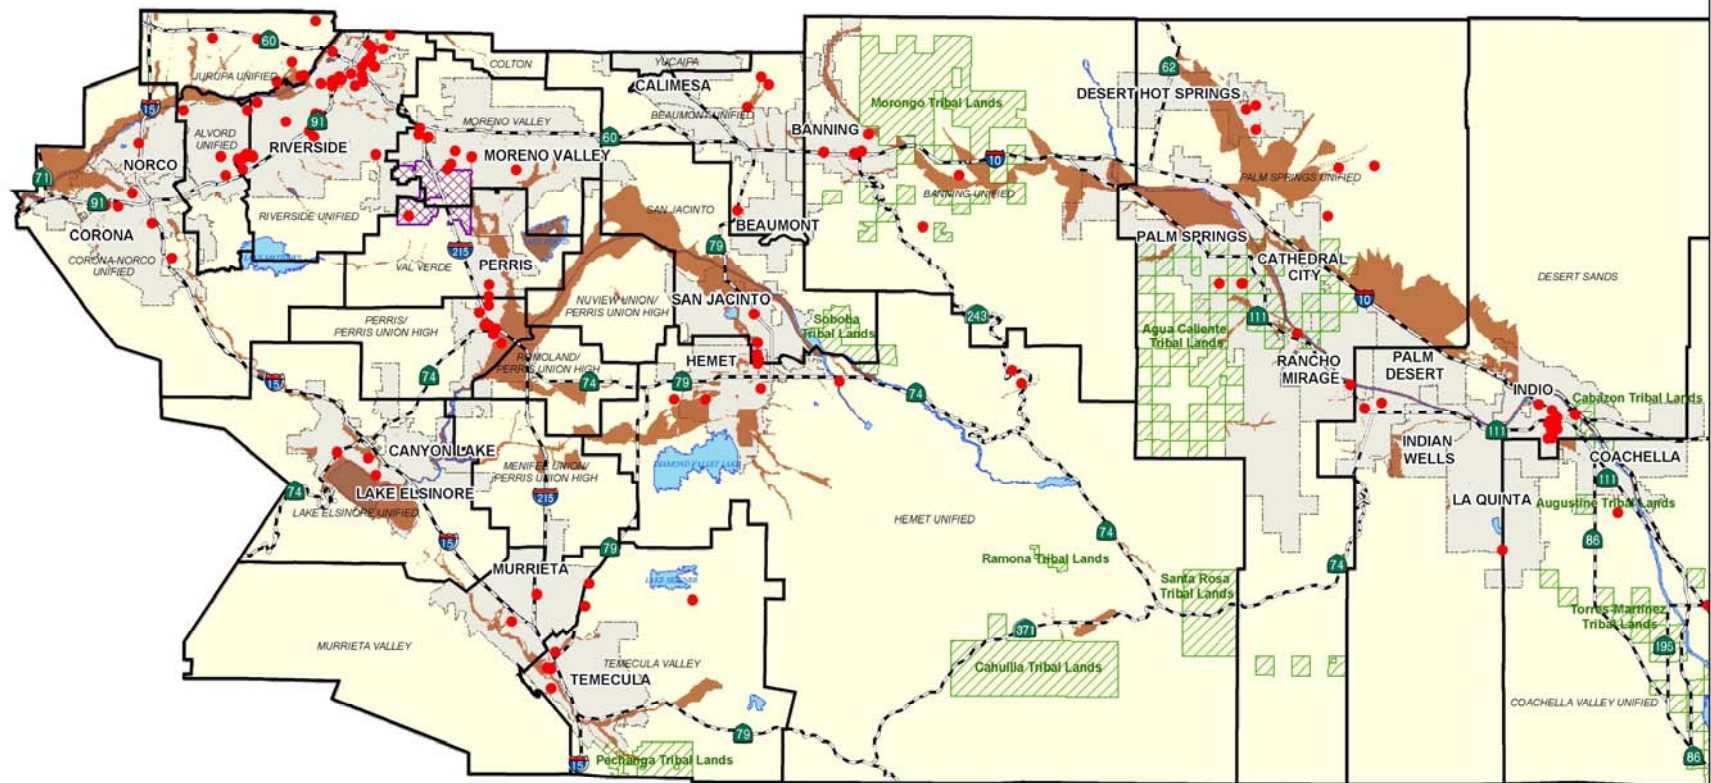 60
JURUPA UNIFIED
COLTON
YUCAIPA
CALIMESA
62
DESERT HOT SPRINGS
15
91
MORENO VALLEY
BEAUMONT UNIFIED
Morongo Tribal Lands
BANNING
ALVORD
UNIFIED
RIVERSIDE
60
NORCO
MORENO VALLEY
10
71
91
PALM SPRINGS UNIFIED
BANNING UNIFIED
RIVERSIDE UNIFIED
SAN JACINTO
BEAUMONT
CORONA
215
79
PALM SPRINGS
CORONA-NORCO
UNIFIED
VAL VERDE
PERRIS
CATHEDRAL
CITY
DESERT SANDS
NUVIEW UNION/
PERRIS UNION HIGH
SAN JACINTO
10
PERRIS/
PERRIS UNION HIGH
Soboba
Tribal Lands
243
111
Agua Caliente
Tribal Lands
ROMOLAND/
PERRIS UNION HIGH
HEMET
RANCHO
MIRAGE
PALM
DESERT
15
74
74
79
74
INDIO
Cabazon Tribal Lands
111
CANYON LAKE
INDIAN
WELLS
COACHELLA
DIAMOND VALLEY LAKE
MENIFEE UNION/
PERRIS UNION HIGH
111
74
LAKE ELSINORE
215
LA QUINTA
Augustine Tribal Lands
LAKE ELSINORE UNIFIED
HEMET UNIFIED
74
86
15
79
Ramona Tribal Lands
74
MURRIETA
LAKE SKINNER
Santa Rosa
Tribal Lands
Torres-Martinez
Tribal Lands
371
MURRIETA VALLEY
195
TEMECULA VALLEY
Cahuilla Tribal Lands
TEMECULA
COACHELLA VALLEY UNIFIED
79
86
15
Pechanga Tribal Lands